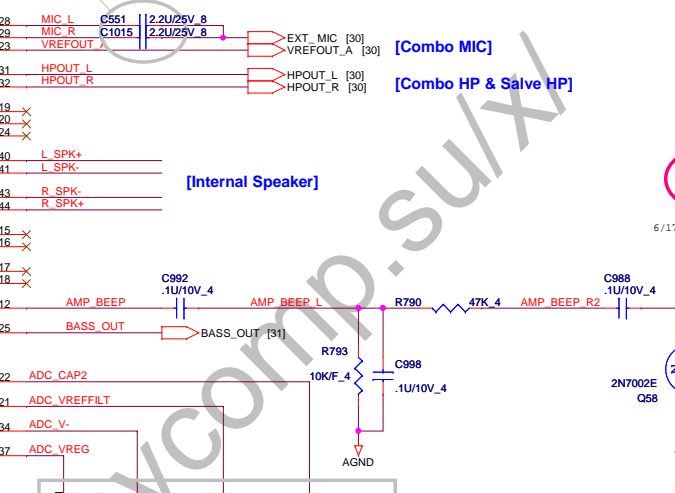 28 MIC_L C551 2.2U/25V_8
29 MIC_R C1015 2.2U/25V_8
EXT_MIC [30]
23 VREFOUT_A VREFOUT_A [30]
[Combo MIC]
31 HPOUT_L HPOUT_L [30]
32 HPOUT_R HPOUT_R [30]
[Combo HP & Salve HP]
19
20
24
40 L_SPK+
41 L_SPK-
[Internal Speaker]
43 R_SPK-
44 R_SPK+
15
16
17
18
6/17
12 AMP_BEEP C992 .1U/10V_4 AMP_BEEP_L R790 47K_4 AMP_BEEP_R2 C988 .1U/10V_4
25 BASS_OUT BASS_OUT [31]
R793
10K/F_4
C998
.1U/10V_4
2N7002E
Q58
22 ADC_CAP2
21 ADC_VREFFILT
34 ADC_V-
37 ADC_VREG
AGND
ycomp.su/x/